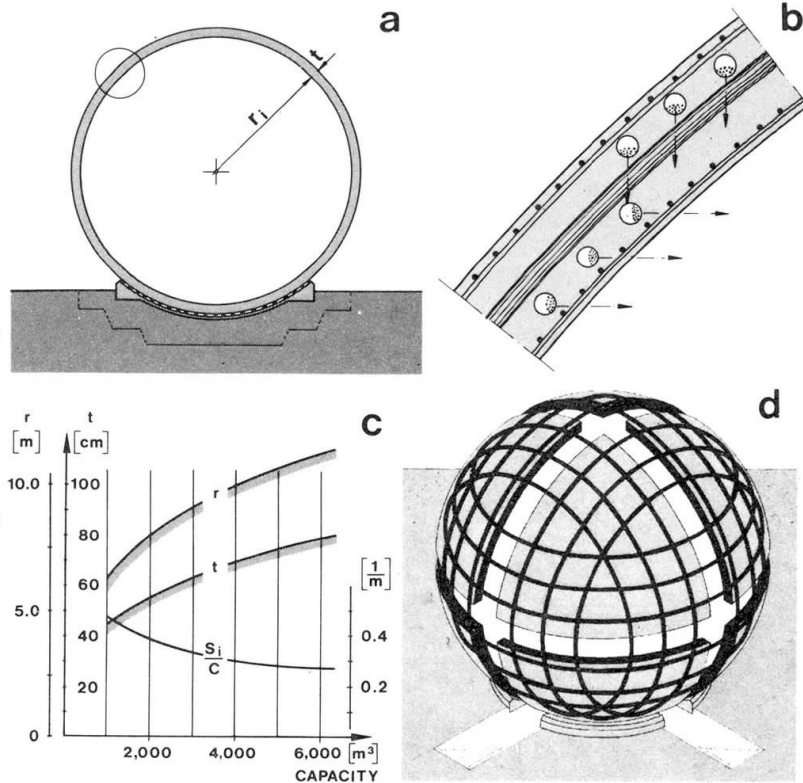 a
t
r i
b
c
r
[m]
t
[cm]
10.0
5.0
0
100
80
60
40
20
r
t
S i
C
[1/m]
0.4
0.2
2,000
4,000
6,000
[m³]
CAPACITY
d